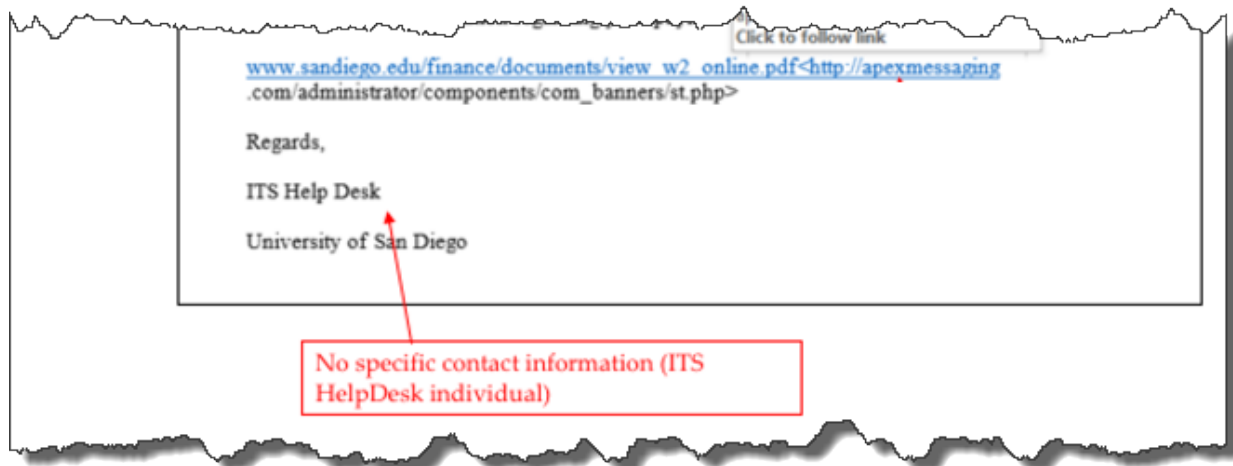 Click to follow link
www.sandiego.edu/finance/documents/view_w2_online.pdf<http://apexmessaging
.com/administrator/components/com_banners/st.php>
Regards,
ITS Help Desk
University of San Diego
No specific contact information (ITS
HelpDesk individual)